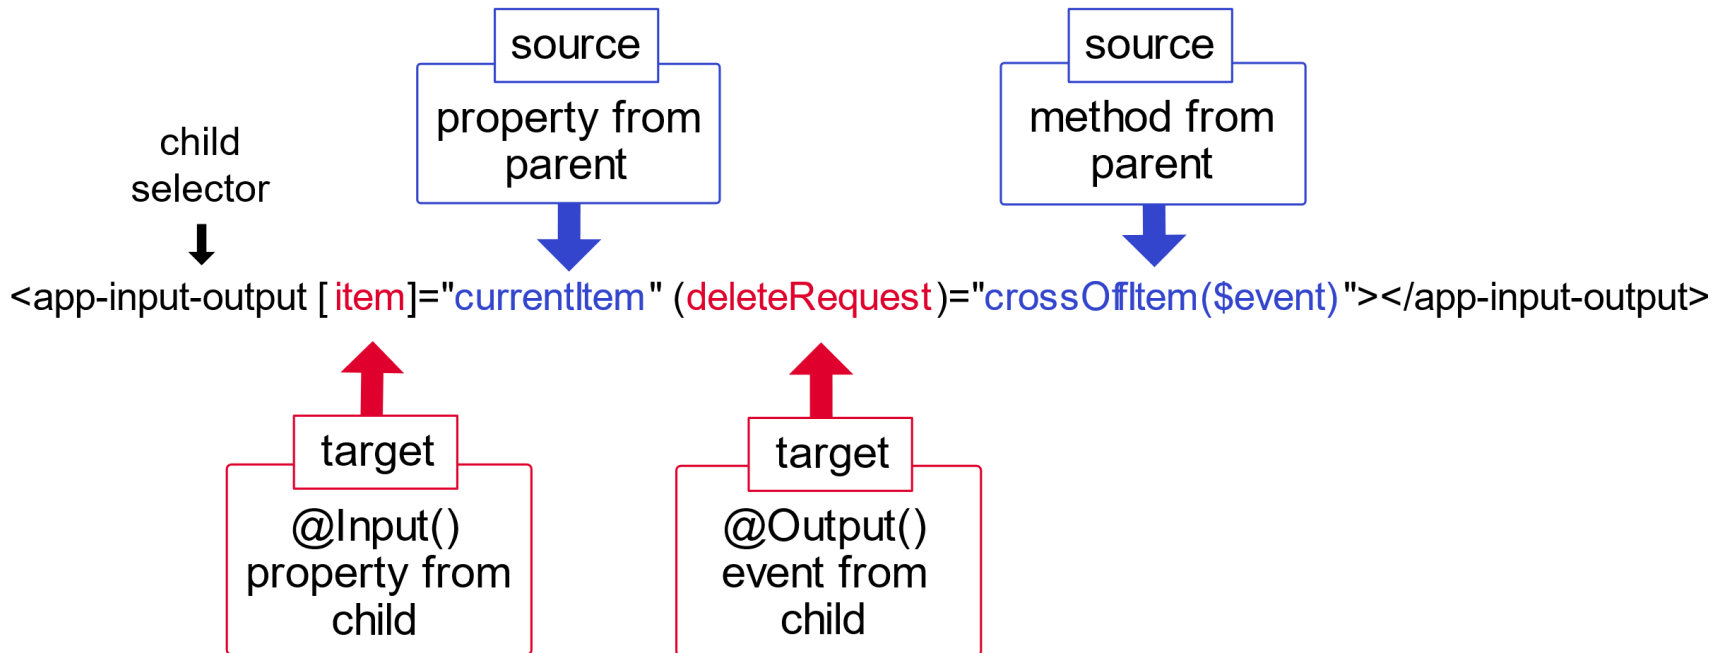 source
property from
parent
source
method from
parent
child
selector
<app-input-output [item]="currentItem" (deleteRequest)="crossOffItem($event)"></app-input-output>
target
@Input()
property from
child
target
@Output()
event from
child